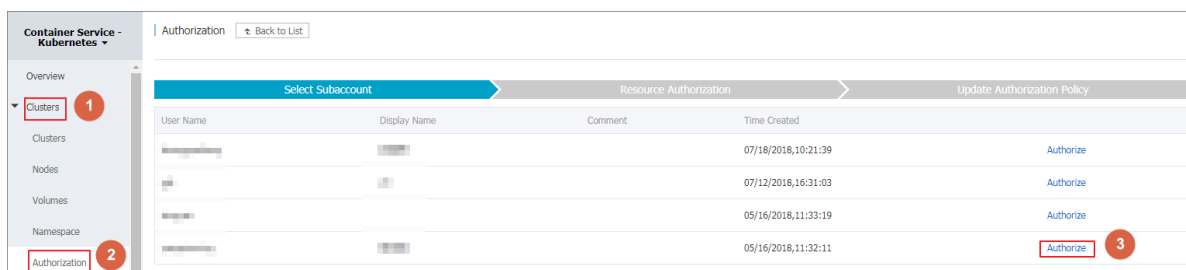 Container Service -
Kubernetes
Authorization Back to List
Overview
Clusters 1
Clusters
Nodes
Volumes
Namespace
Authorization 2
Select Subaccount Resource Authorization Update Authorization Policy
User Name Display Name Comment Time Created
07/18/2018,10:21:39 Authorize
07/12/2018,16:31:03 Authorize
05/16/2018,11:33:19 Authorize
05/16/2018,11:32:11 Authorize 3